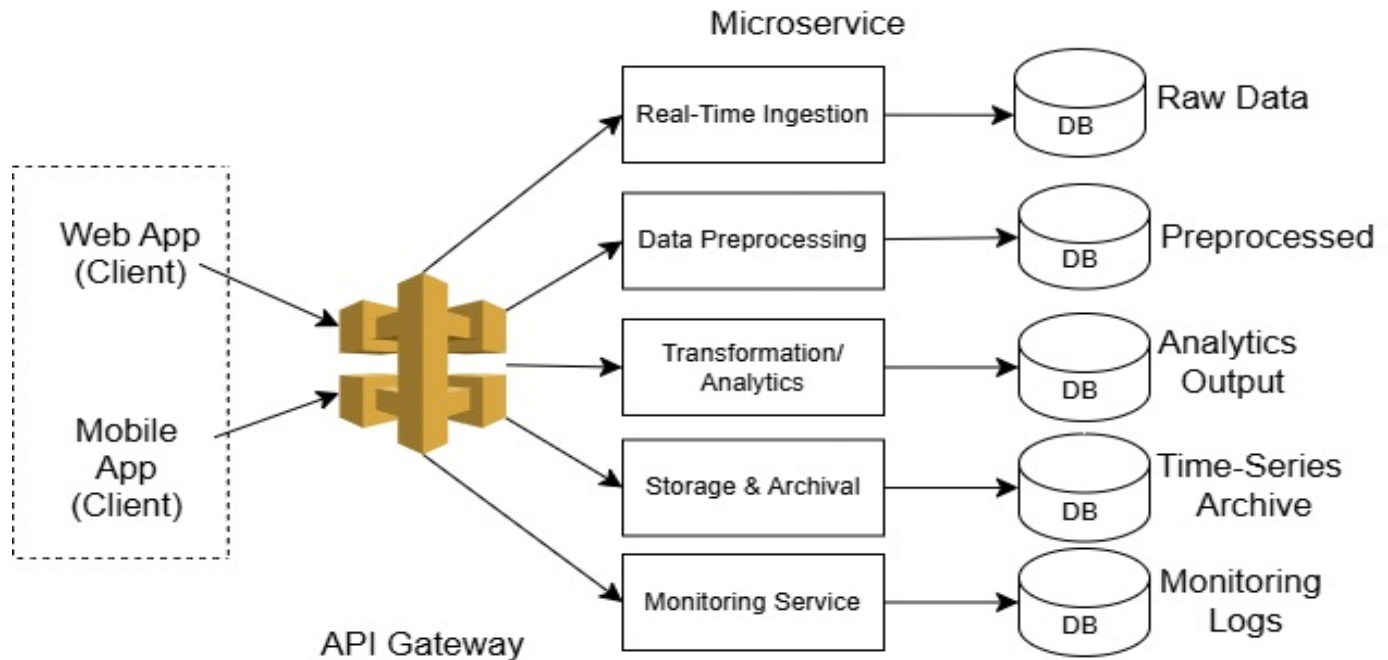 Microservice
Real-Time Ingestion
DB
Raw Data
Web App
(Client)
Data Preprocessing
DB
Preprocessed
Transformation/
Analytics
DB
Analytics
Output
Mobile
App
(Client)
Storage & Archival
DB
Time-Series
Archive
Monitoring Service
DB
Monitoring
Logs
API Gateway